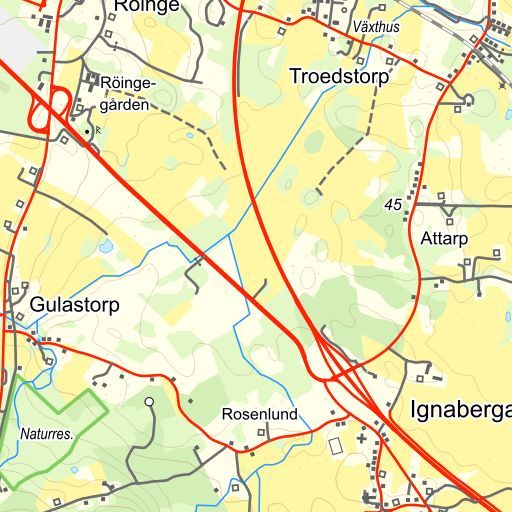 Röinge
Växthus
Troedstorp
Röinge-
gården
R
45
Attarp
Gulastorp
Rosenlund
Ignaberga
Naturres.